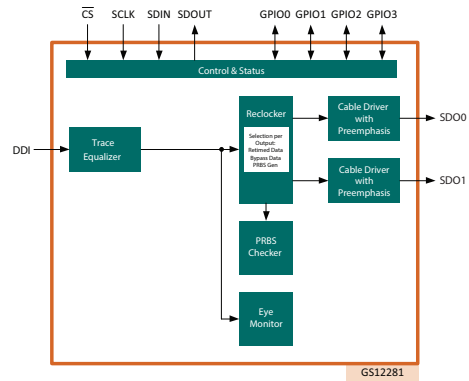 CS SCLK SDIN SDOUT GPIO0 GPIO1 GPIO2 GPIO3
Control & Status
DDI
Trace
Equalizer
Reclocker
Selection per
Output:
Retimed Data
Bypass Data
PRBS Gen
Cable Driver
with
Preemphasis
SDO0
Cable Driver
with
Preemphasis
SDO1
PRBS
Checker
Eye
Monitor
GS12281